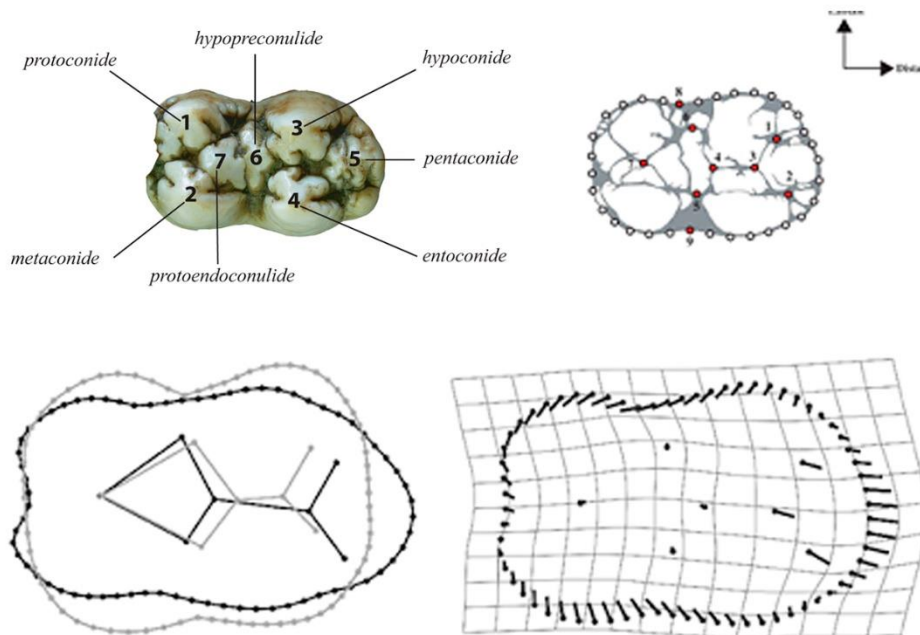 hypopreconulide
protoconide
hypoconide
pentaconide
entoconide
metaconide
protoendoconulide
1
3
7
6
5
2
4
Dista
8
1
4
3
2
5
9